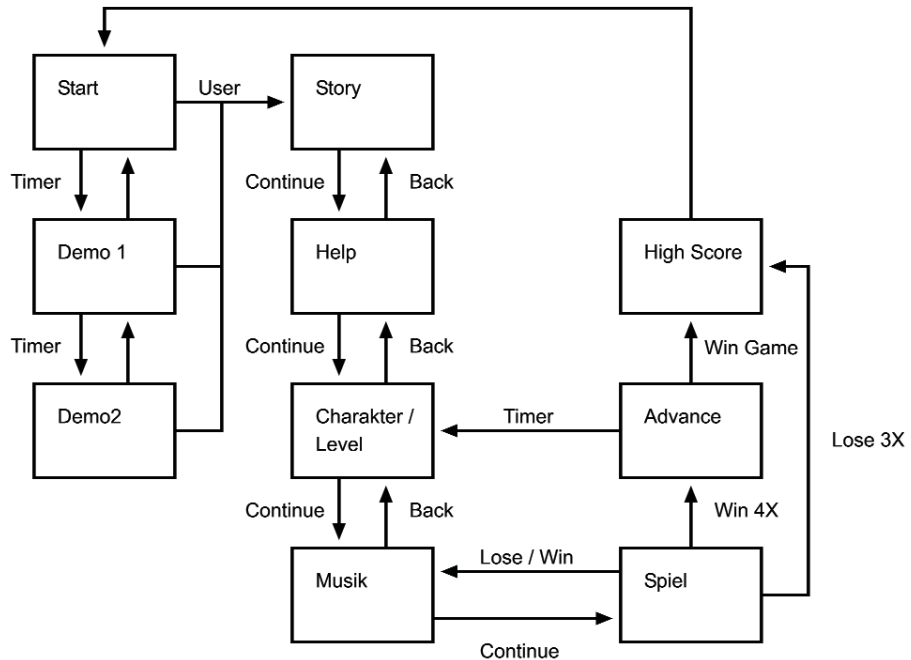 Start
User
Story
Timer
Continue
Back
Demo 1
Help
High Score
Timer
Continue
Back
Win Game
Demo2
Charakter /
Level
Timer
Advance
Lose 3X
Continue
Back
Win 4X
Musik
Lose / Win
Spiel
Continue